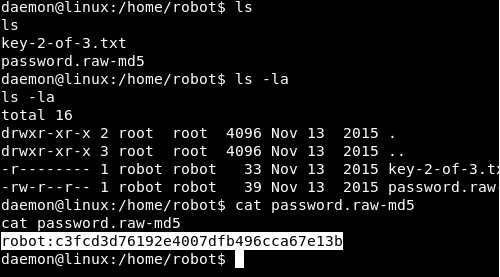 daemon@linux:/home/robot$ ls
ls
key-2-of-3.txt
password.raw-md5
daemon@linux:/home/robot$ ls -la
ls -la
total 16
drwxr-xr-x 2 root  root  4096 Nov 13  2015 .
drwxr-xr-x 3 root  root  4096 Nov 13  2015 ..
-r-------- 1 robot robot   33 Nov 13  2015 key-2-of-3.tx
-rw-r--r-- 1 robot robot   39 Nov 13  2015 password.raw-
daemon@linux:/home/robot$ cat password.raw-md5
cat password.raw-md5
robot:c3fcd3d76192e4007dfb496cca67e13b
daemon@linux:/home/robot$